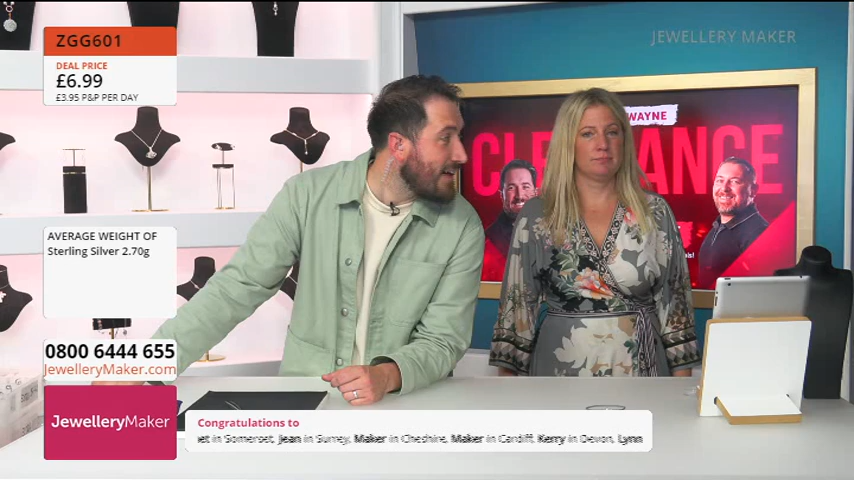 JEWELLERY MAKER
ZGG601
DEAL PRICE
£6.99
£3.95 P&P PER DAY
WAYNE
AVERAGE WEIGHT OF
Sterling Silver 2.70g
0800 6444 655
JewelleryMaker.com
JewelleryMaker
Congratulations to
in Somerset, Jean in Surrey, Maker in Cheshire, Maker in Cardiff, Kerry in Devon, Lynn